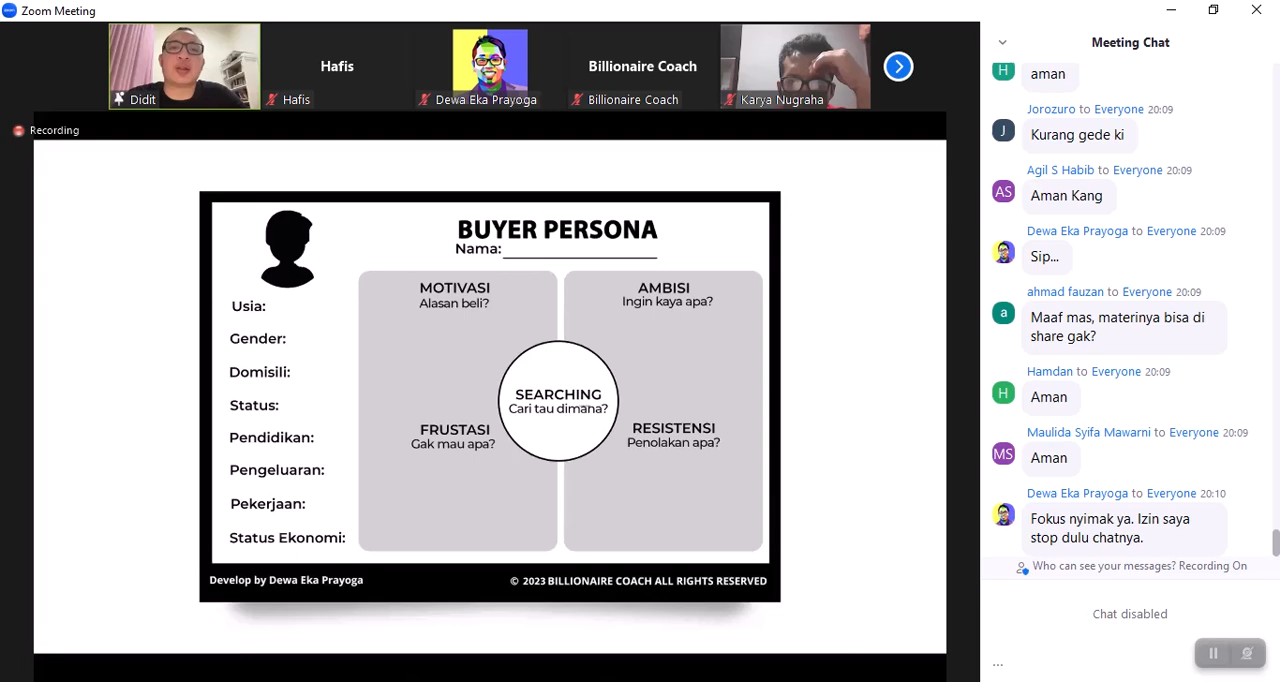 Zoom Meeting
Didit
Hafis
Hafis
Dewa Eka Prayoga
Billionaire Coach
Billionaire Coach
Karya Nugraha
Recording
BUYER PERSONA
Nama:
Usia:
Gender:
Domisili:
Status:
Pendidikan:
Pengeluaran:
Pekerjaan:
Status Ekonomi:
MOTIVASI
Alasan beli?
AMBISI
Ingin kaya apa?
SEARCHING
Cari tau dimana?
FRUSTASI
Gak mau apa?
RESISTENSI
Penolakan apa?
Develop by Dewa Eka Prayoga
© 2023 BILLIONAIRE COACH ALL RIGHTS RESERVED
Meeting Chat
H
aman
Jorozuro to Everyone 20:09
J
Kurang gede ki
Agil S Habib to Everyone 20:09
AS
Aman Kang
Dewa Eka Prayoga to Everyone 20:09
Sip...
ahmad fauzan to Everyone 20:09
a
Maaf mas, materinya bisa di
share gak?
Hamdan to Everyone 20:09
H
Aman
Maulida Syifa Mawarni to Everyone 20:09
MS
Aman
Dewa Eka Prayoga to Everyone 20:10
Fokus nyimak ya. Izin saya
stop dulu chatnya.
Who can see your messages? Recording On
Chat disabled
...